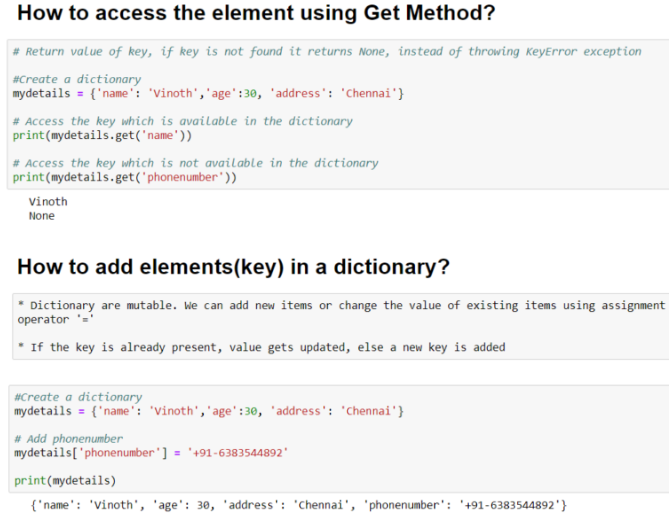 How to access the element using Get Method?
# Return value of key, if key is not found it returns None, instead of throwing KeyError exception
#Create a dictionary
mydetails = {'name': 'Vinoth','age':30, 'address': 'Chennai'}
# Access the key which is available in the dictionary
print(mydetails.get('name'))
# Access the key which is not available in the dictionary
print(mydetails.get('phonenumber'))
Vinoth
None
How to add elements(key) in a dictionary?
* Dictionary are mutable. We can add new items or change the value of existing items using assignment
operator '='
* If the key is already present, value gets updated, else a new key is added
#Create a dictionary
mydetails = {'name': 'Vinoth','age':30, 'address': 'Chennai'}
# Add phonenumber
mydetails['phonenumber'] = '+91-6383544892'
print(mydetails)
{'name': 'Vinoth', 'age': 30, 'address': 'Chennai', 'phonenumber': '+91-6383544892'}